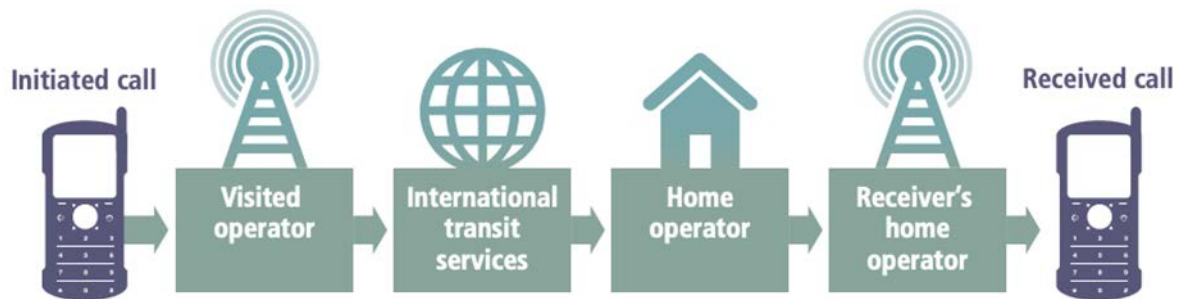 Initiated call
Visited
operator
International
transit
services
Home
operator
Receiver's
home
operator
Received call